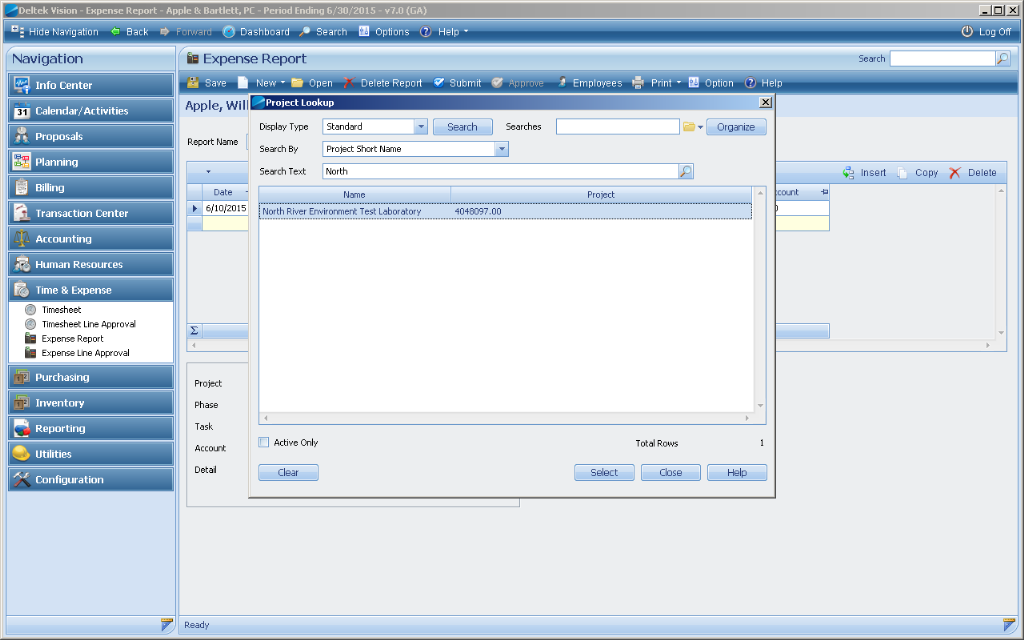 Deltek Vision - Expense Report - Apple & Bartlett, PC - Period Ending 6/30/2015 - v7.0 (GA)
Hide Navigation Back Forward Dashboard Search Options Help Log Off
Navigation
Info Center
31 Calendar/Activities
Proposals
Planning
Billing
Transaction Center
Accounting
Human Resources
Time & Expense
Timesheet
Timesheet Line Approval
Expense Report
Expense Line Approval
Purchasing
Inventory
Reporting
Utilities
Configuration
Expense Report Search
Save New Open Delete Report Submit Approve Employees Print Option Help
Apple, Will
Report Name
Insert Copy Delete
Date count
6/10/2015 0
Σ
Project
Phase
Task
Account
Detail
Project Lookup
Display Type Standard Search Searches Organize
Search By Project Short Name
Search Text North
Name Project
North River Environment Test Laboratory 4048097.00
Active Only Total Rows 1
Clear Select Close Help
Ready